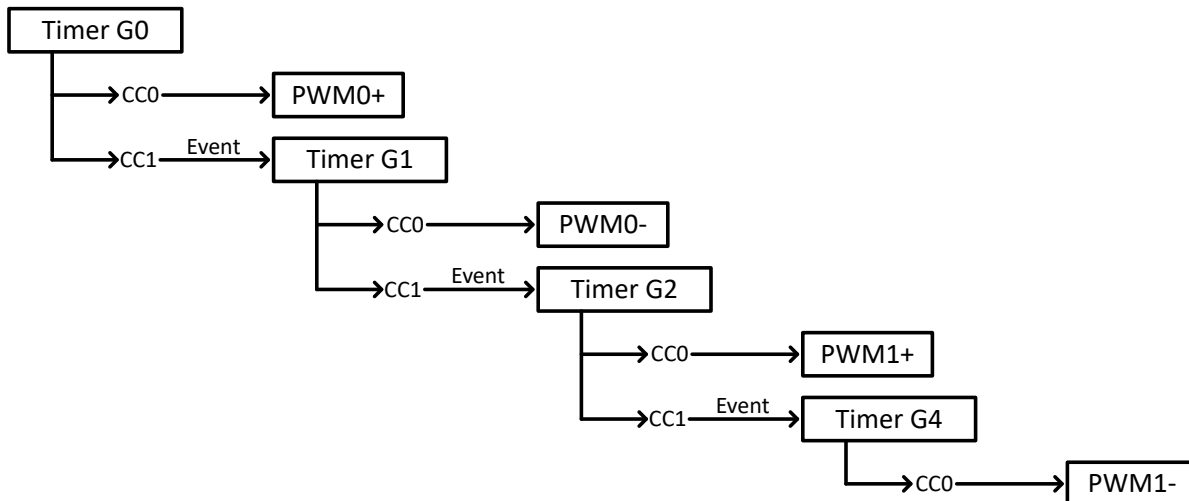 Timer G0
CC0
PWM0+
CC1
Event
Timer G1
CC0
PWM0-
CC1
Event
Timer G2
CC0
PWM1+
CC1
Event
Timer G4
CC0
PWM1-